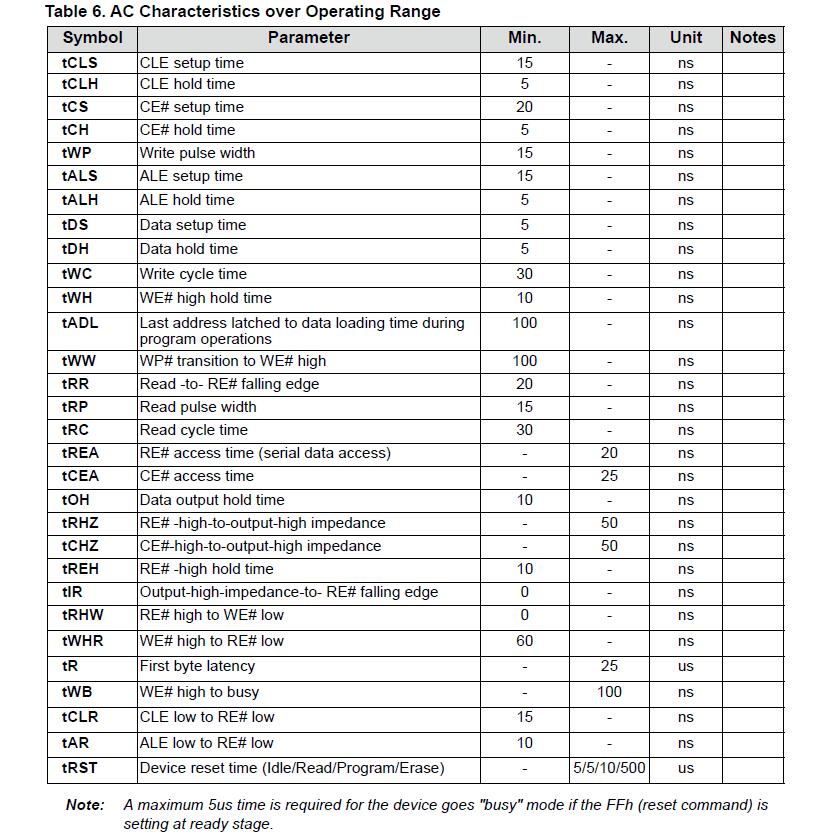 Table 6. AC Characteristics over Operating Range
Symbol Parameter Min. Max. Unit Notes
tCLS CLE setup time 15 - ns
tCLH CLE hold time 5 - ns
tCS CE# setup time 20 - ns
tCH CE# hold time 5 - ns
tWP Write pulse width 15 - ns
tALS ALE setup time 15 - ns
tALH ALE hold time 5 - ns
tDS Data setup time 5 - ns
tDH Data hold time 5 - ns
tWC Write cycle time 30 - ns
tWH WE# high hold time 10 - ns
tADL Last address latched to data loading time during 100 - ns
program operations
tWW WP# transition to WE# high 100 - ns
tRR Read -to- RE# falling edge 20 - ns
tRP Read pulse width 15 - ns
tRC Read cycle time 30 - ns
tREA RE# access time (serial data access) - 20 ns
tCEA CE# access time - 25 ns
tOH Data output hold time 10 - ns
tRHZ RE# -high-to-output-high impedance - 50 ns
tCHZ CE#-high-to-output-high impedance - 50 ns
tREH RE# -high hold time 10 - ns
tIR Output-high-impedance-to- RE# falling edge 0 - ns
tRHW RE# high to WE# low 0 - ns
tWHR WE# high to RE# low 60 - ns
tR First byte latency - 25 us
tWB WE# high to busy - 100 ns
tCLR CLE low to RE# low 15 - ns
tAR ALE low to RE# low 10 - ns
tRST Device reset time (Idle/Read/Program/Erase) - 5/5/10/500 us
Note: A maximum 5us time is required for the device goes "busy" mode if the FFh (reset command) is
setting at ready stage.